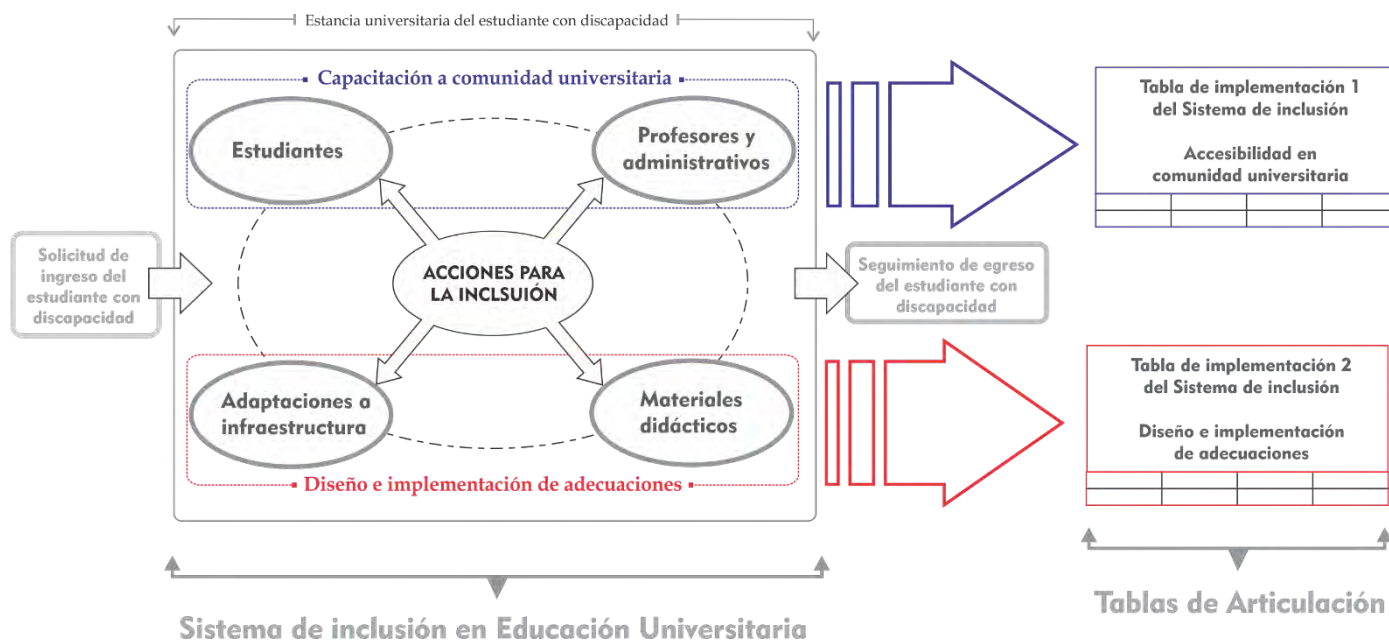 Estancia universitaria del estudiante con discapacidad
Capacitación a comunidad universitaria
Estudiantes
Profesores y
administrativos
Solicitud de
ingreso del
estudiante con
discapacidad
ACCIONES PARA
LA INCLSUIÓN
Seguimiento de egreso
del estudiante con
discapacidad
Adaptaciones a
infraestructura
Materiales
didácticos
Diseño e implementación de adecuaciones
Sistema de inclusión en Educación Universitaria
Tabla de implementación 1
del Sistema de inclusión
Accesibilidad en
comunidad universitaria
Tabla de implementación 2
del Sistema de inclusión
Diseño e implementación
de adecuaciones
Tablas de Articulación